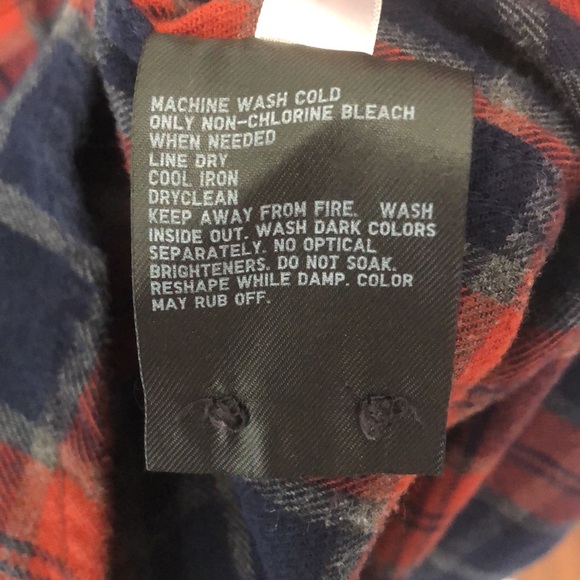 MACHINE WASH COLD
ONLY NON-CHLORINE BLEACH
WHEN NEEDED
LINE DRY
COOL IRON
DRYCLEAN
KEEP AWAY FROM FIRE. WASH
INSIDE OUT. WASH DARK COLORS
SEPARATELY. NO OPTICAL
BRIGHTENERS. DO NOT SOAK.
RESHAPE WHILE DAMP. COLOR
MAY RUB OFF.